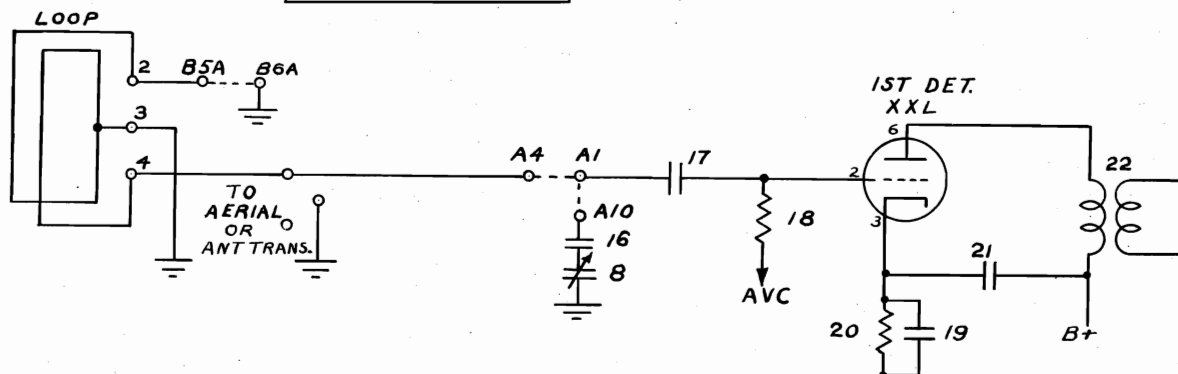 LOOP
2 B5A B6A
3
4
TO
AERIAL
OR
ANT TRANS.
A4 A1
A10
16
8
17
18
AVC
1ST DET.
XXL
6
2
3
20
19
21
22
B+